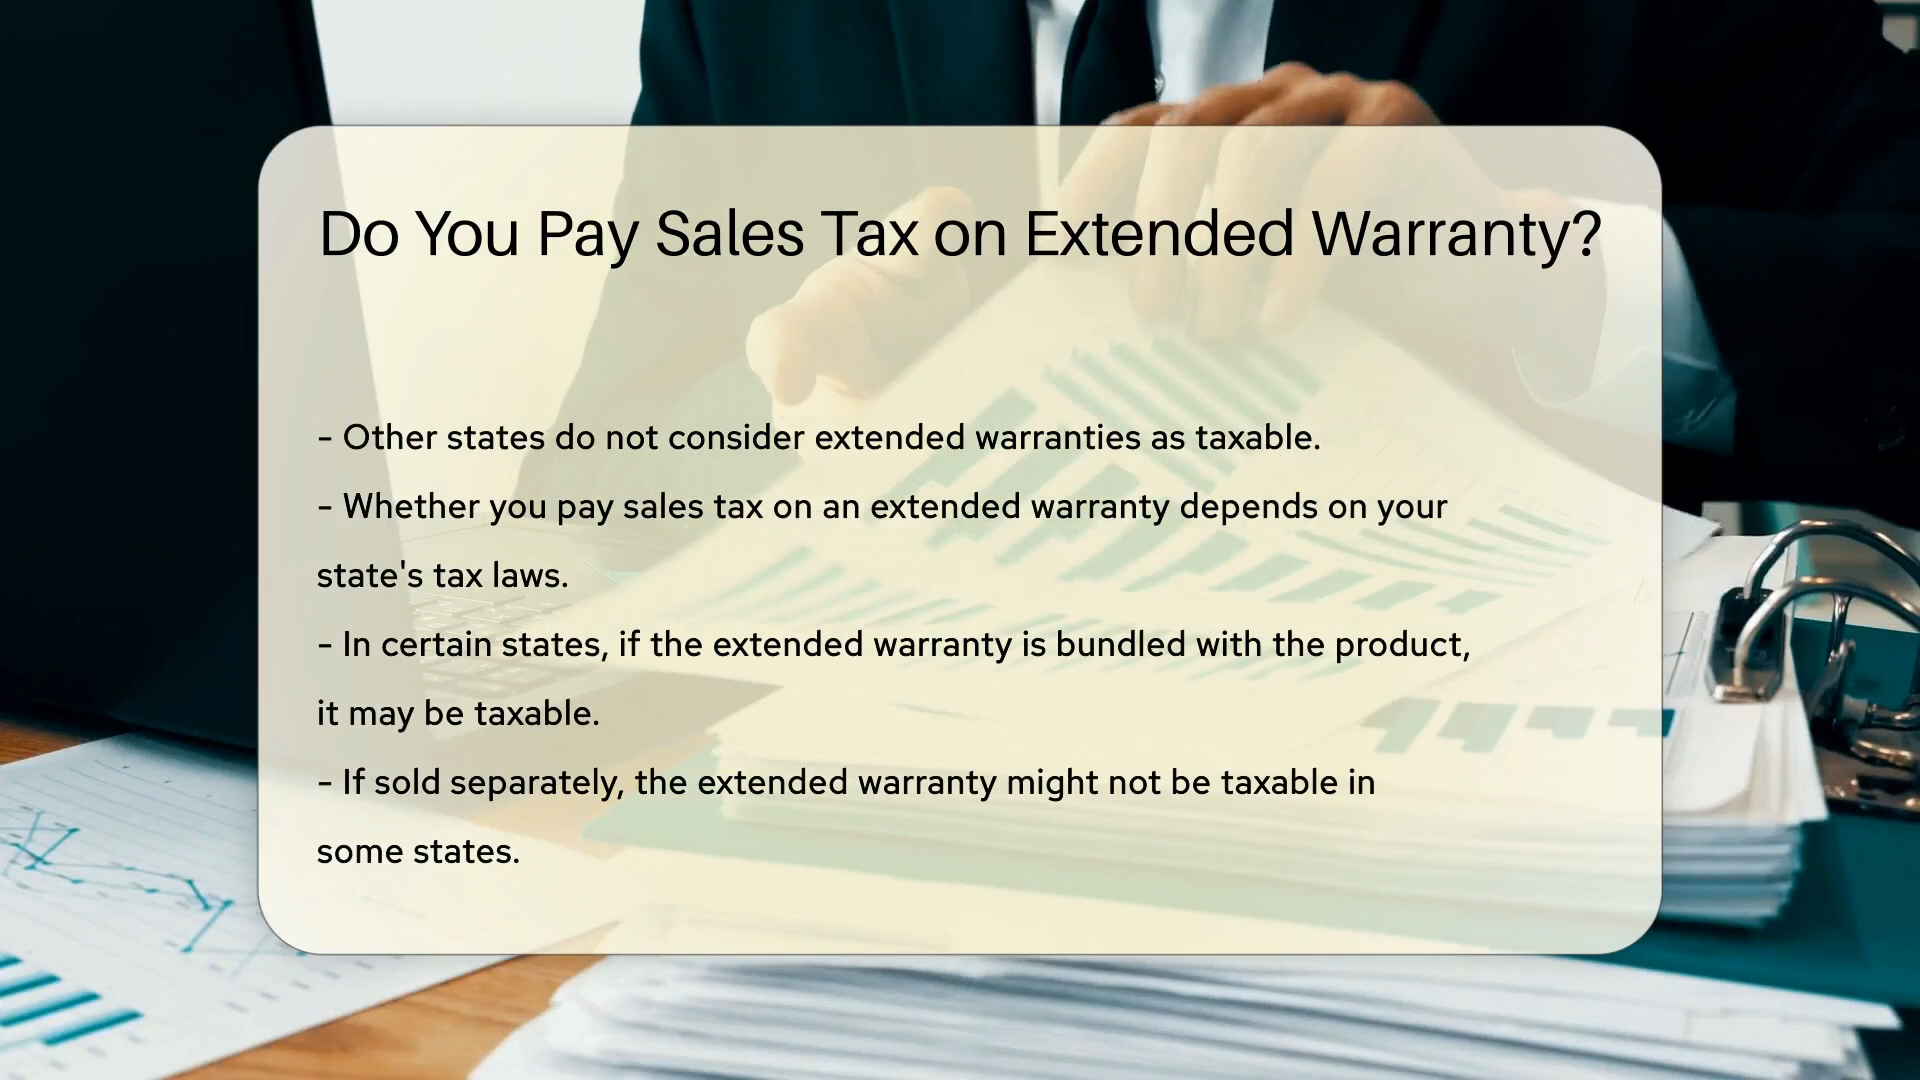 Do You Pay Sales Tax on Extended Warranty?
- Other states do not consider extended warranties as taxable.
- Whether you pay sales tax on an extended warranty depends on your
state's tax laws.
- In certain states, if the extended warranty is bundled with the product,
it may be taxable.
- If sold separately, the extended warranty might not be taxable in
some states.